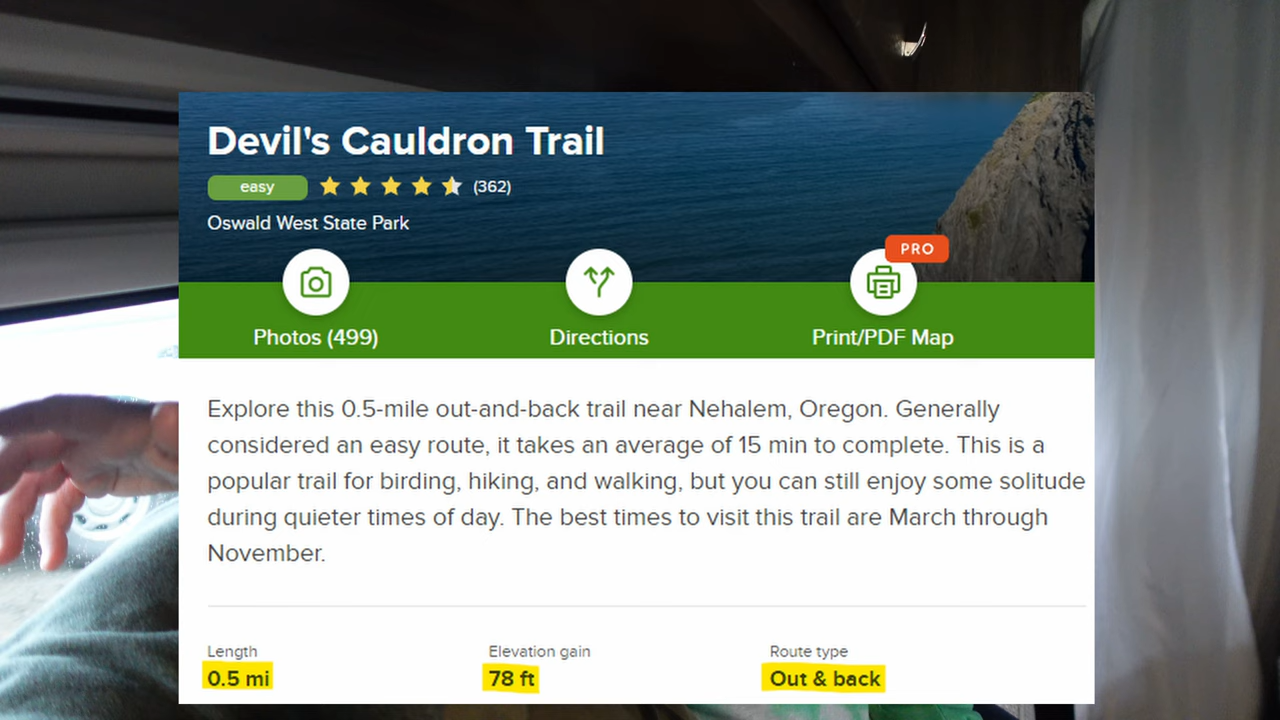 Devil's Cauldron Trail
easy (362)
Oswald West State Park
PRO
Photos (499) Directions Print/PDF Map
Explore this 0.5-mile out-and-back trail near Nehalem, Oregon. Generally
considered an easy route, it takes an average of 15 min to complete. This is a
popular trail for birding, hiking, and walking, but you can still enjoy some solitude
during quieter times of day. The best times to visit this trail are March through
November.
Length Elevation gain Route type
0.5 mi 78 ft Out & back